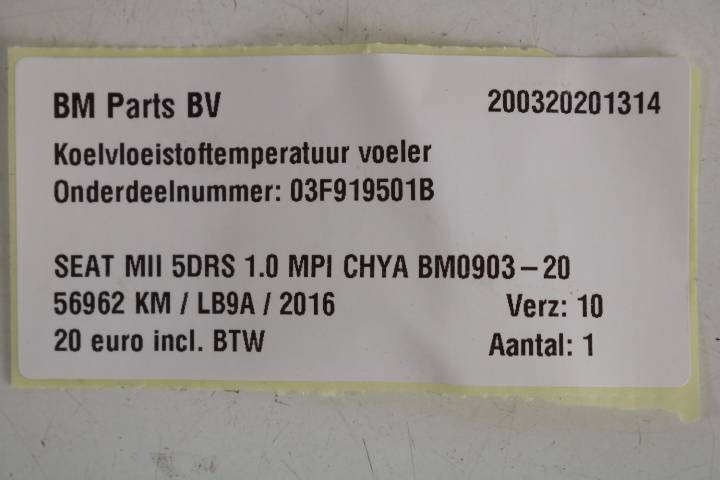 BM Parts BV 200320201314
Koelvloeistoftemperatuur voeler
Onderdeelnummer: 03F919501B
SEAT MII 5DRS 1.0 MPI CHYA BM0903-20
56962 KM / LB9A / 2016 Verz: 10
20 euro incl. BTW Aantal: 1